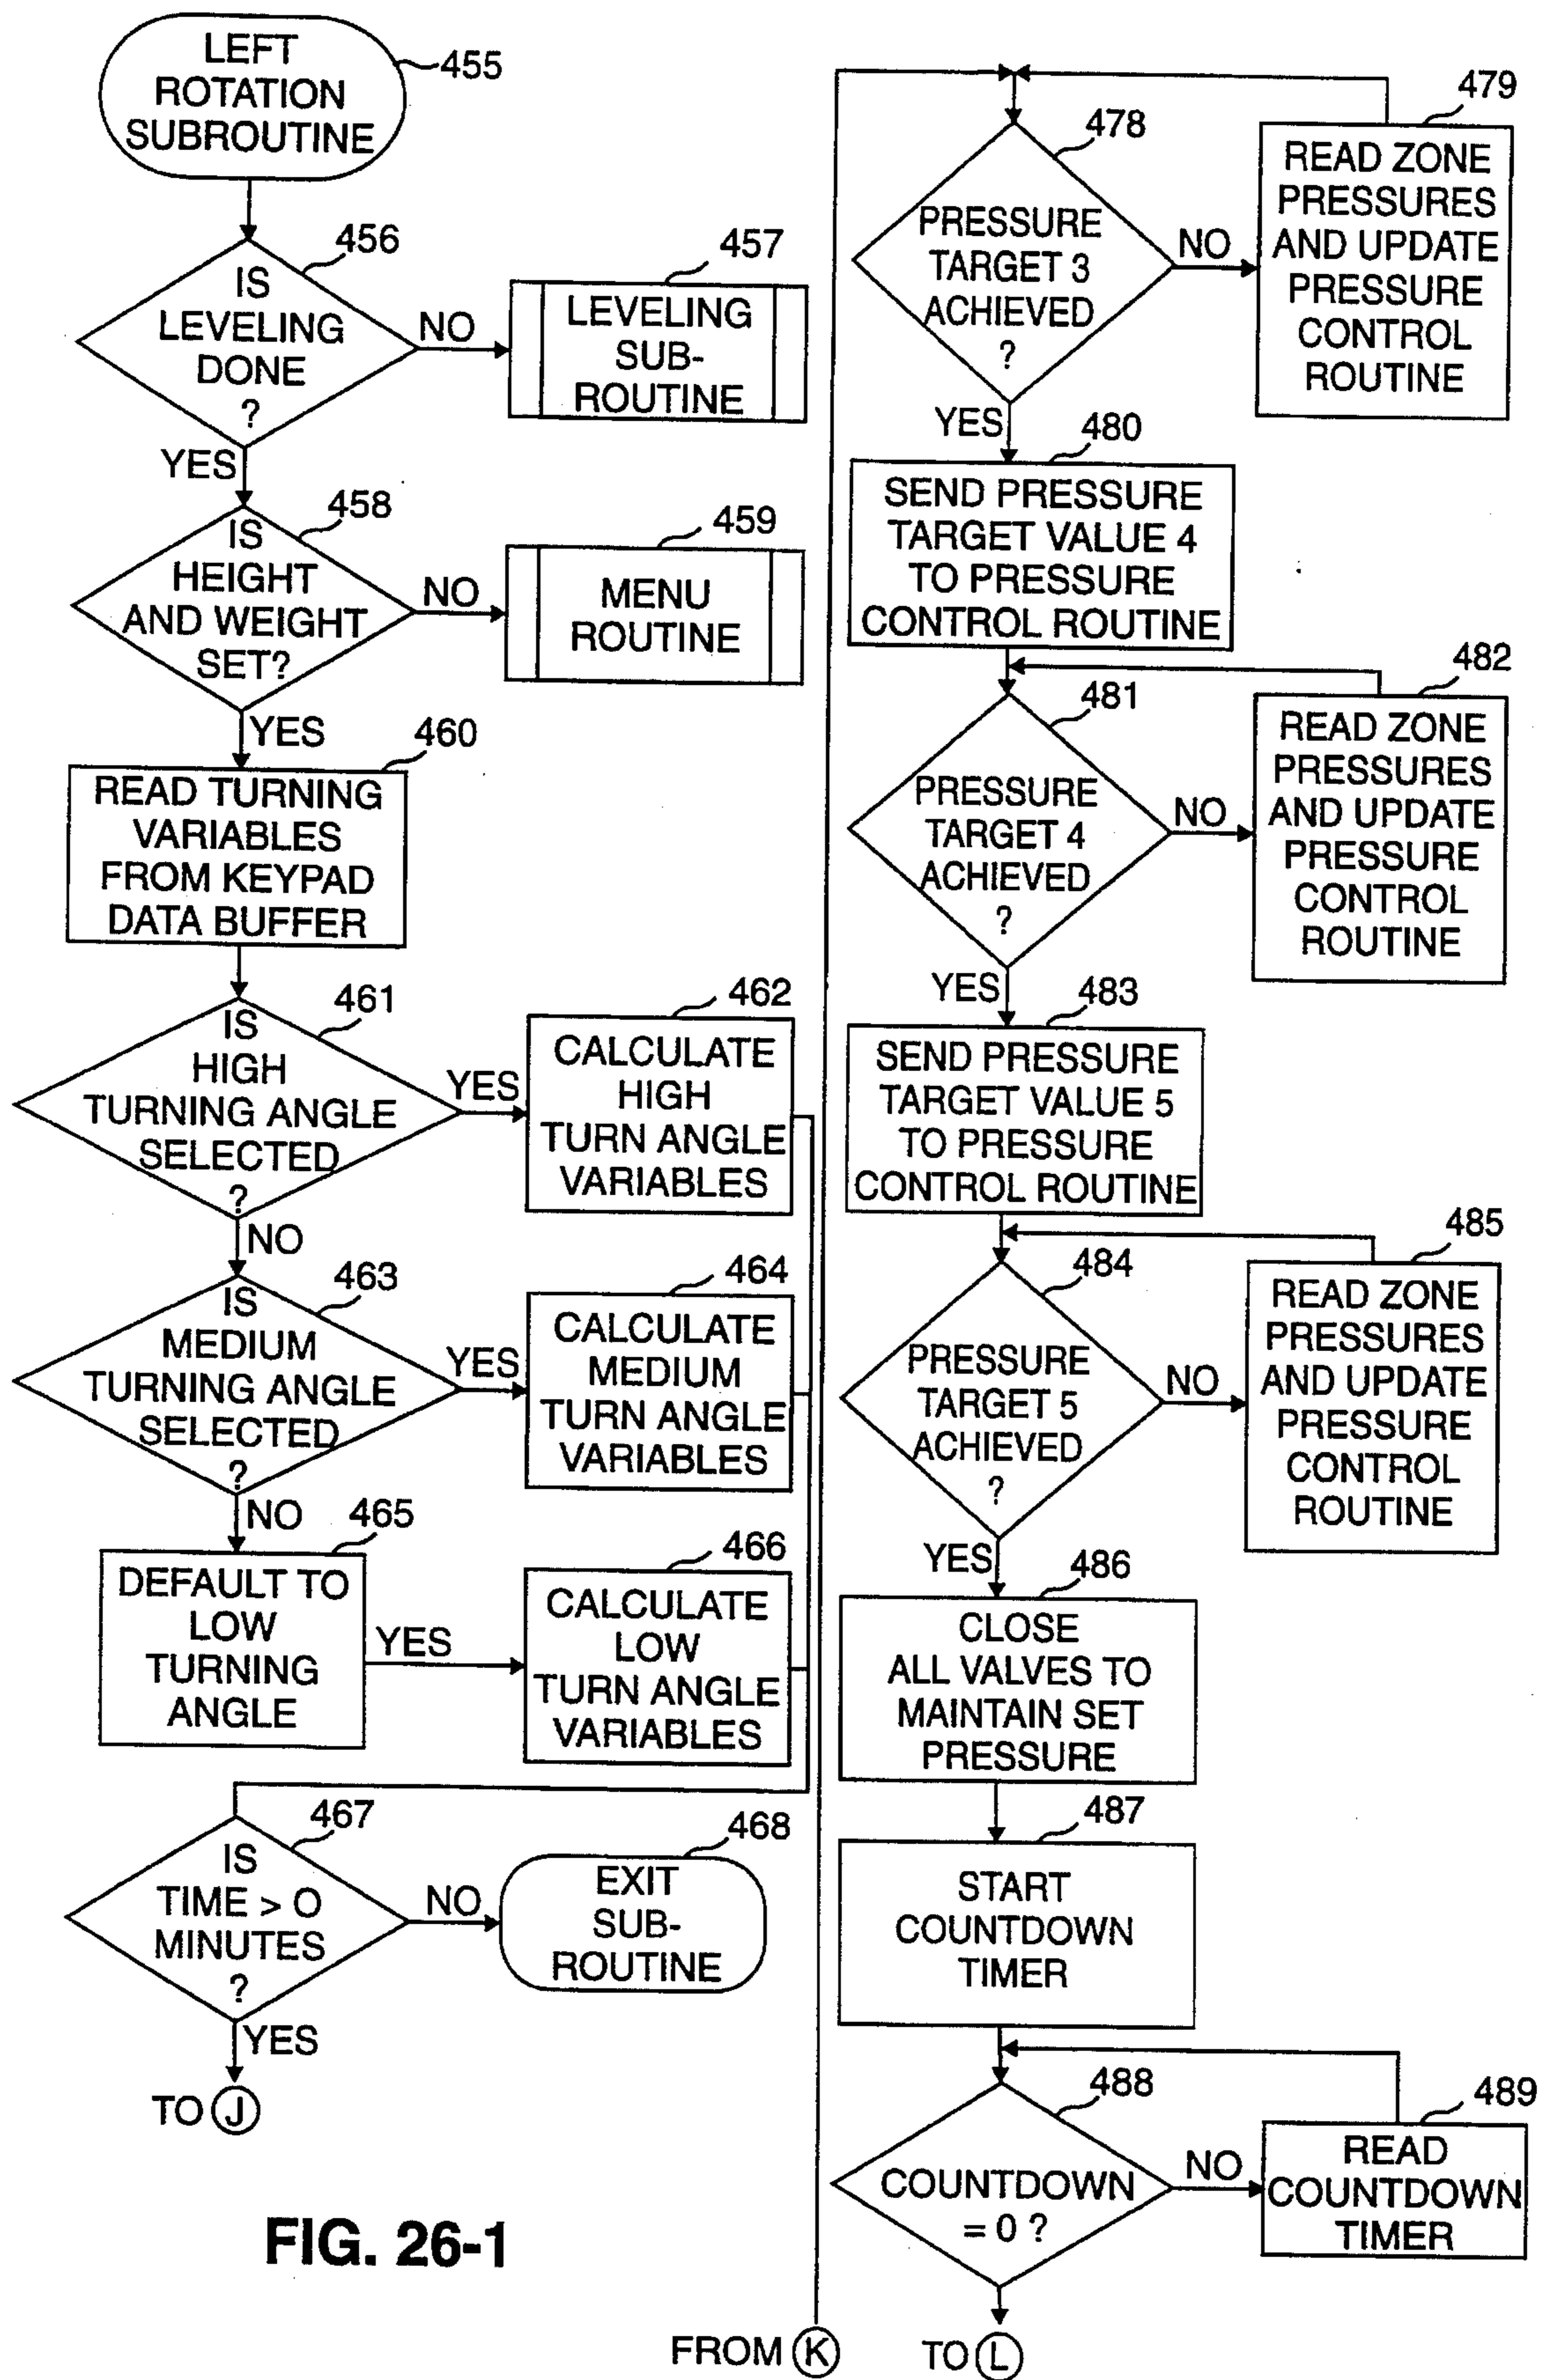 LEFT
ROTATION
SUBROUTINE
455
IS
LEVELING
DONE
?
456
NO
457
LEVELING
SUB-
ROUTINE
YES
458
IS
HEIGHT
AND WEIGHT
SET?
NO
459
MENU
ROUTINE
YES
460
READ TURNING
VARIABLES
FROM KEYPAD
DATA BUFFER
461
IS
HIGH
TURNING ANGLE
SELECTED
?
YES
462
CALCULATE
HIGH
TURN ANGLE
VARIABLES
NO
463
IS
MEDIUM
TURNING ANGLE
SELECTED
?
YES
464
CALCULATE
MEDIUM
TURN ANGLE
VARIABLES
NO
465
DEFAULT TO
LOW
TURNING
ANGLE
YES
466
CALCULATE
LOW
TURN ANGLE
VARIABLES
467
IS
TIME > O
MINUTES
?
NO
468
EXIT
SUB-
ROUTINE
YES
TO J
FIG. 26-1
FROM K
478
PRESSURE
TARGET 3
ACHIEVED
?
NO
479
READ ZONE
PRESSURES
AND UPDATE
PRESSURE
CONTROL
ROUTINE
YES
480
SEND PRESSURE
TARGET VALUE 4
TO PRESSURE
CONTROL ROUTINE
481
PRESSURE
TARGET 4
ACHIEVED
?
NO
482
READ ZONE
PRESSURES
AND UPDATE
PRESSURE
CONTROL
ROUTINE
YES
483
SEND PRESSURE
TARGET VALUE 5
TO PRESSURE
CONTROL ROUTINE
484
PRESSURE
TARGET 5
ACHIEVED
?
NO
485
READ ZONE
PRESSURES
AND UPDATE
PRESSURE
CONTROL
ROUTINE
YES
486
CLOSE
ALL VALVES TO
MAINTAIN SET
PRESSURE
487
START
COUNTDOWN
TIMER
488
COUNTDOWN
= 0 ?
NO
489
READ
COUNTDOWN
TIMER
TO L